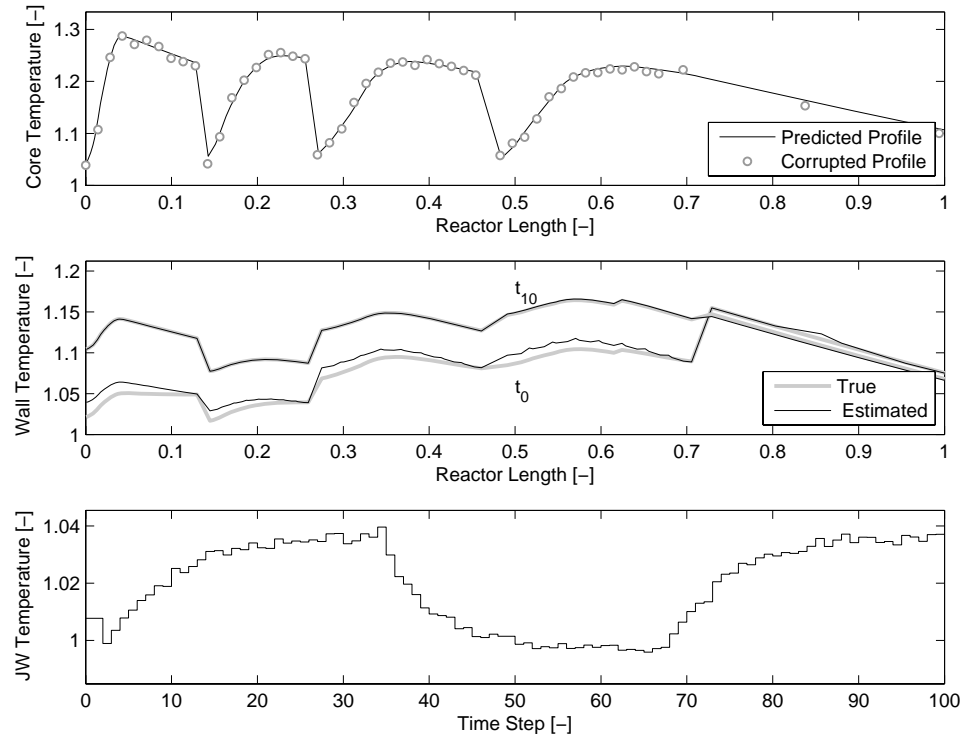 Core Temperature [–]
1.3
1.2
1.1
1
0 0.1 0.2 0.3 0.4 0.5 0.6 0.7 0.8 0.9 1
Reactor Length [–]
Predicted Profile
Corrupted Profile
Wall Temperature [–]
1.2
1.15
1.1
1.05
1
t10
t0
0 0.1 0.2 0.3 0.4 0.5 0.6 0.7 0.8 0.9 1
Reactor Length [–]
True
Estimated
JW Temperature [–]
1.04
1.02
1
0 10 20 30 40 50 60 70 80 90 100
Time Step [–]